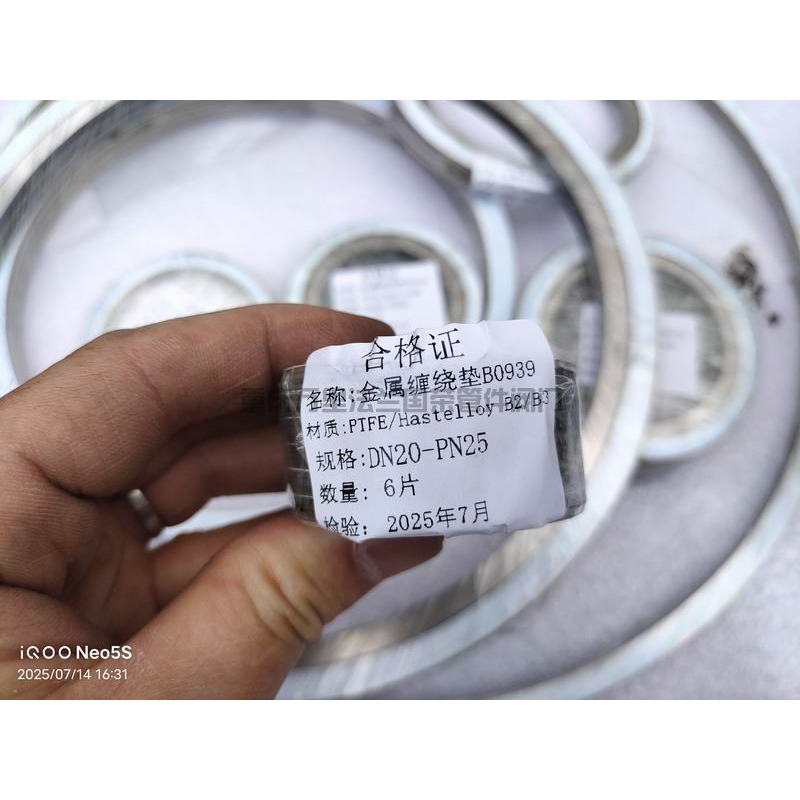 合格证
名称:金属缠绕垫B0939
材质:PTFE/Hastelloy B2/B3
规格:DN20-PN25
数量: 6片
检验: 2025年7月
iQOO Neo5S
2025/07/14 16:31